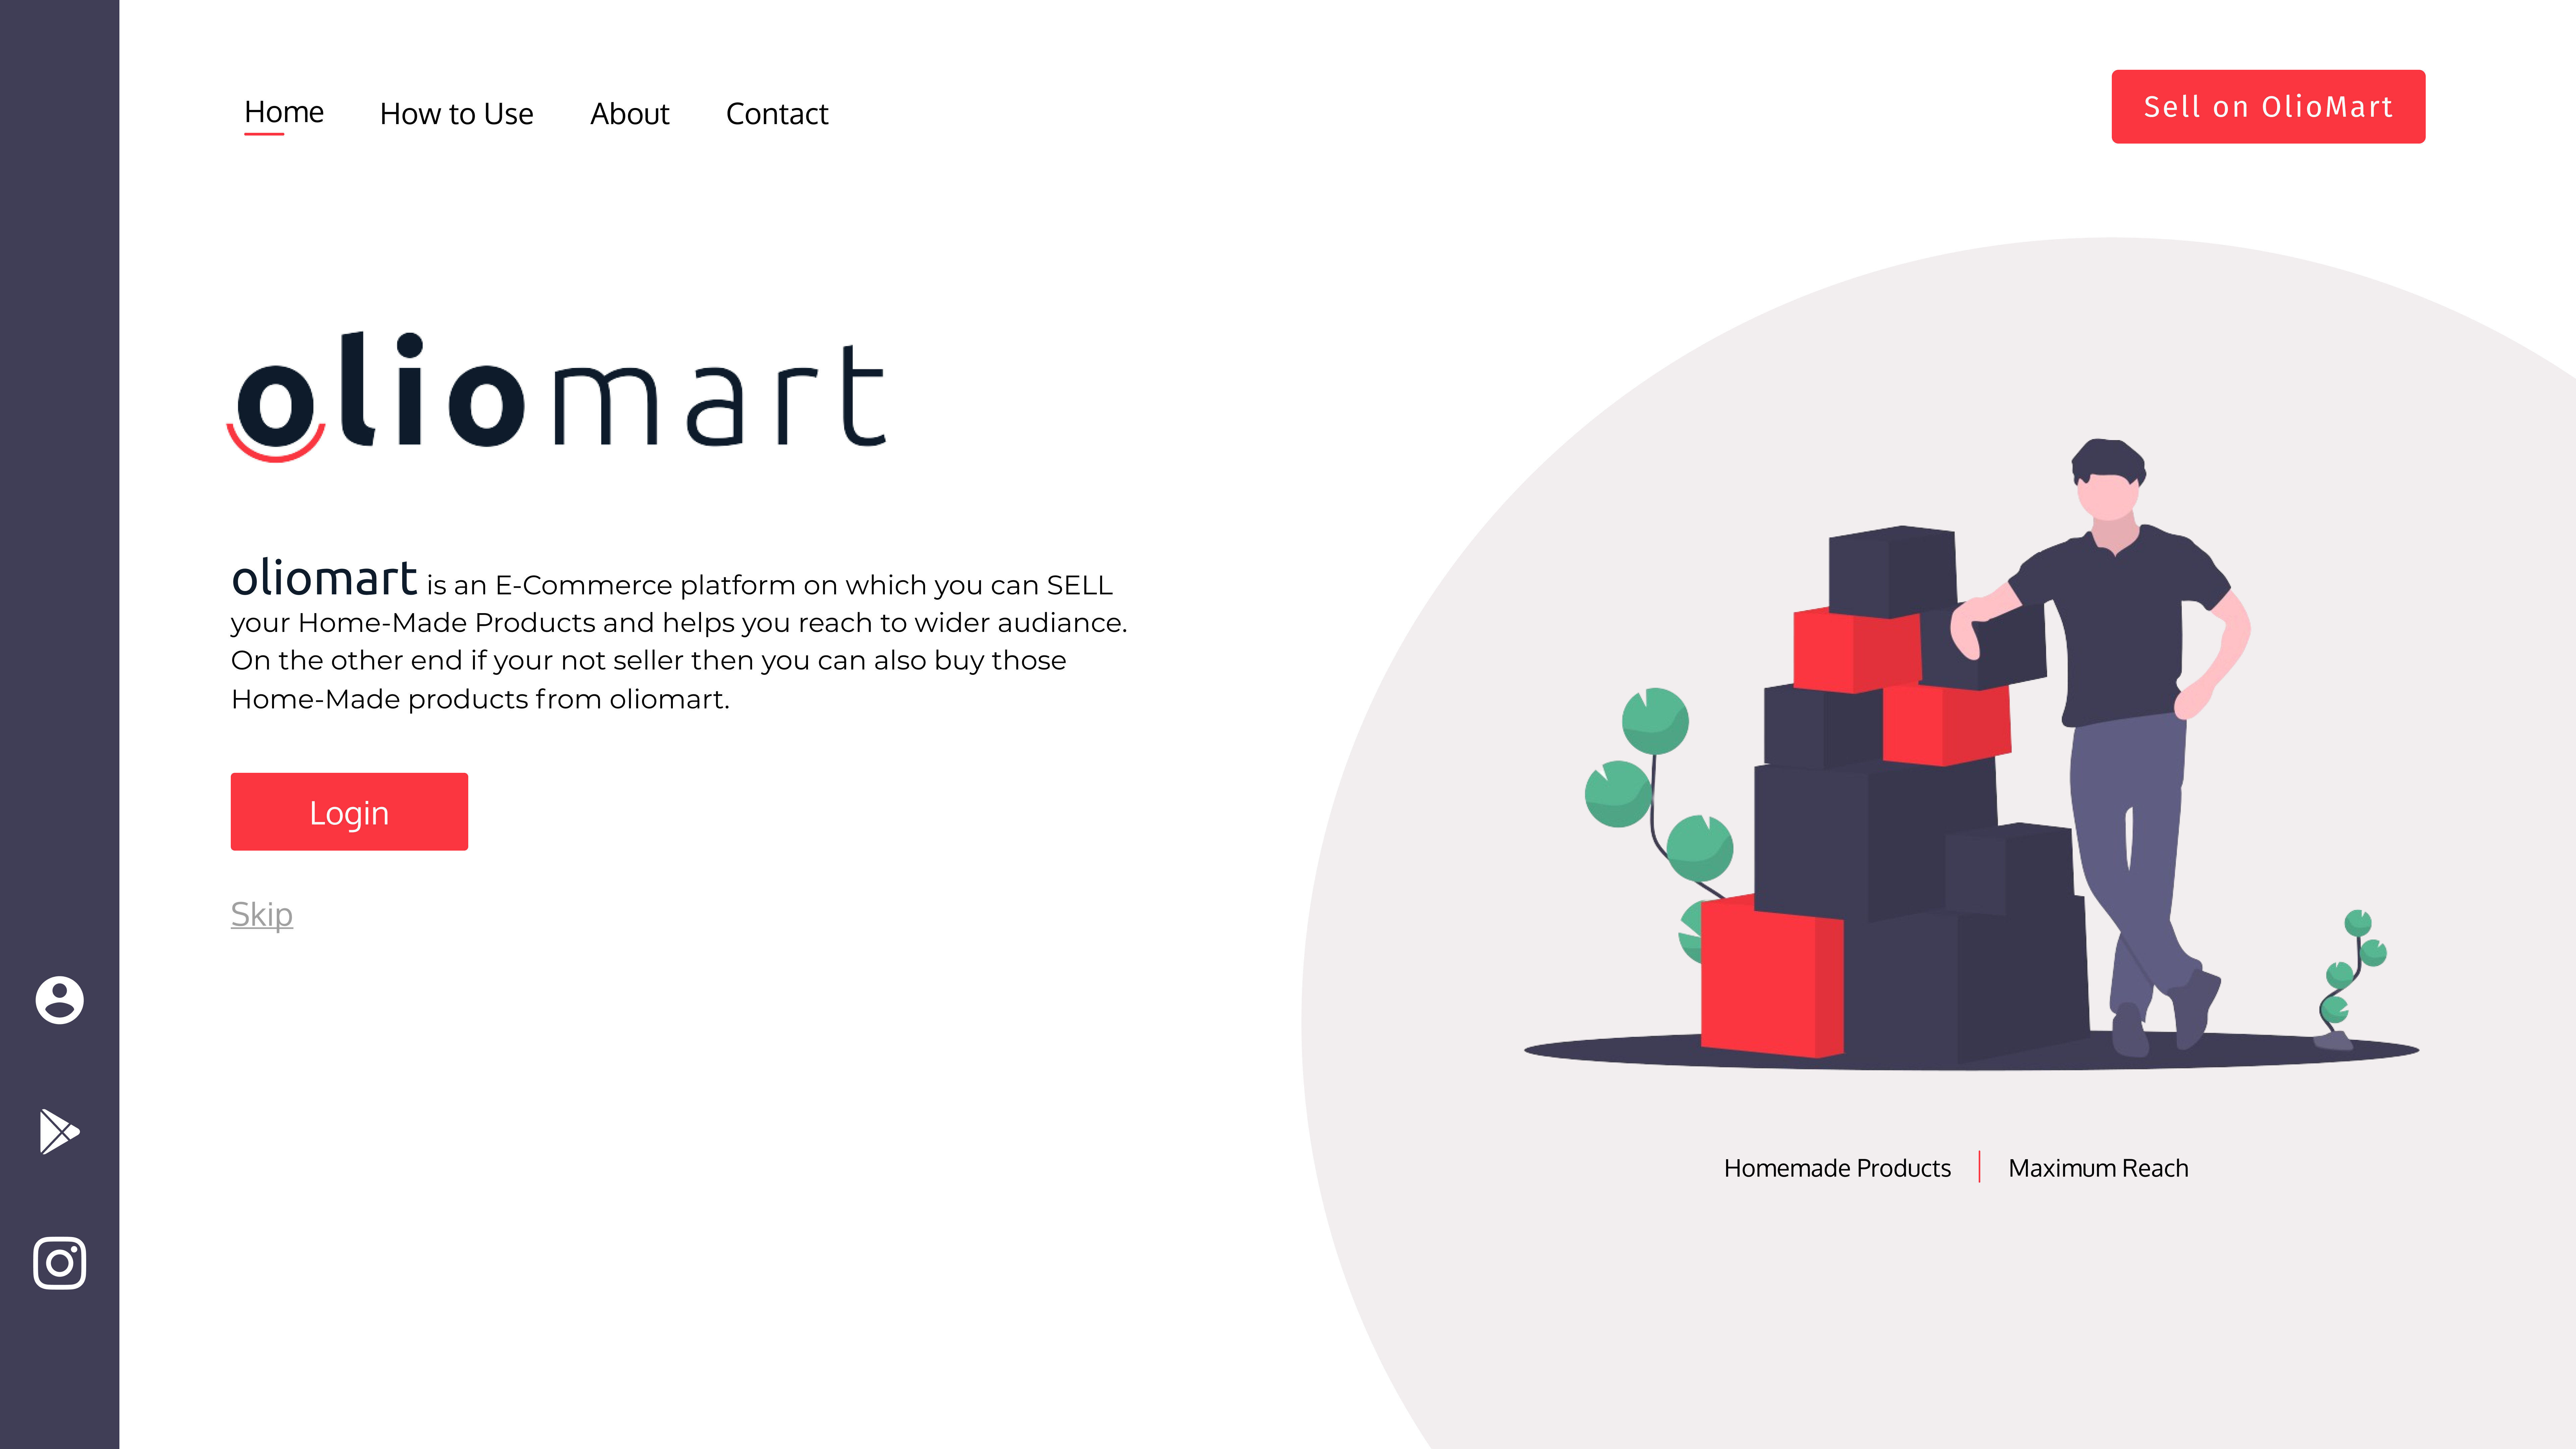 Home How to Use About Contact
Sell on OlioMart
oliomart
oliomart is an E-Commerce platform on which you can SELL
your Home-Made Products and helps you reach to wider audiance.
On the other end if your not seller then you can also buy those
Home-Made products from oliomart.
Login
Skip
Homemade Products | Maximum Reach